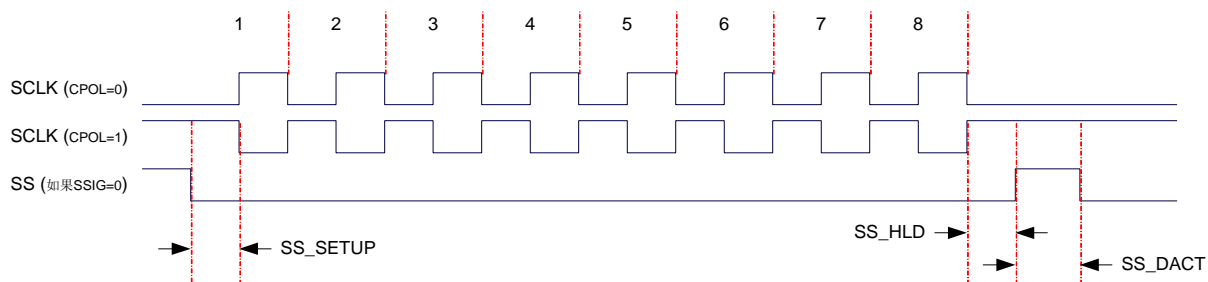 1 2 3 4 5 6 7 8
SCLK (CPOL=0)
SCLK (CPOL=1)
SS (如果SSIG=0)
SS_HLD
SS_SETUP
SS_DACT